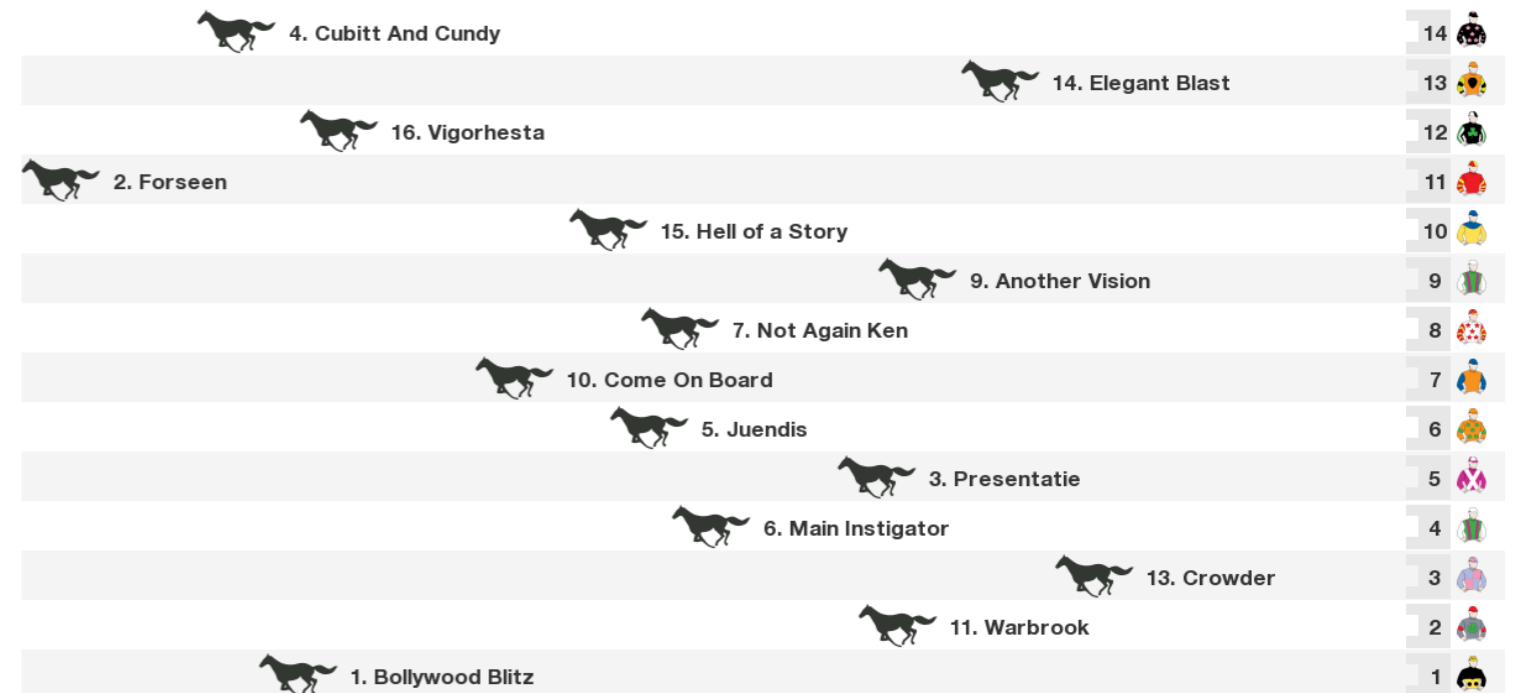 4. Cubitt And Cundy 14
14. Elegant Blast 13
16. Vigorhesta 12
2. Forseen 11
15. Hell of a Story 10
9. Another Vision 9
7. Not Again Ken 8
10. Come On Board 7
5. Juendis 6
3. Presentatie 5
6. Main Instigator 4
13. Crowder 3
11. Warbrook 2
1. Bollywood Blitz 1